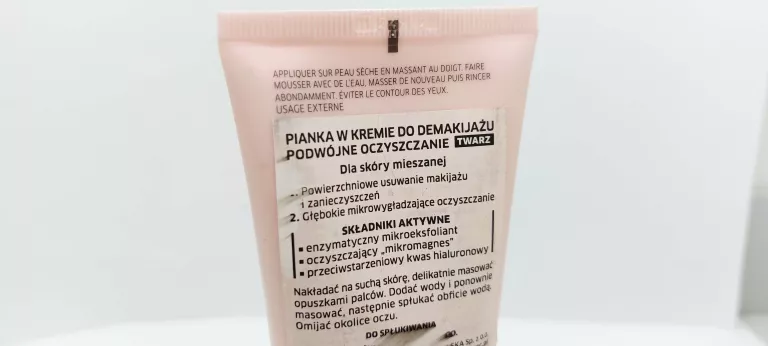 APPLIQUER SUR PEAU SÈCHE EN MASSANT AU DOIGT. FAIRE
MOUSSER AVEC DE L'EAU, MASSER DE NOUVEAU PUIS RINCER
ABONDAMMENT. ÉVITER LE CONTOUR DES YEUX.
USAGE EXTERNE
PIANKA W KREMIE DO DEMAKIJAŻU
PODWÓJNE OCZYSZCZANIE TWARZ
Dla skóry mieszanej
1. Powierzchniowe usuwanie makijażu
i zanieczyszczeń
2. Głębokie mikrowygładzające oczyszczanie
SKŁADNIKI AKTYWNE
▪ enzymatyczny mikroeksfoliant
▪ oczyszczający „mikromagnes"
▪ przeciwstarzeniowy kwas hialuronowy
Nakładać na suchą skórę, delikatnie masować
opuszkami palców. Dodać wody i ponownie
masować, następnie spłukać obficie wodą.
Omijać okolice oczu.
DO SPŁUKIWANIA
Sp. z o.o.